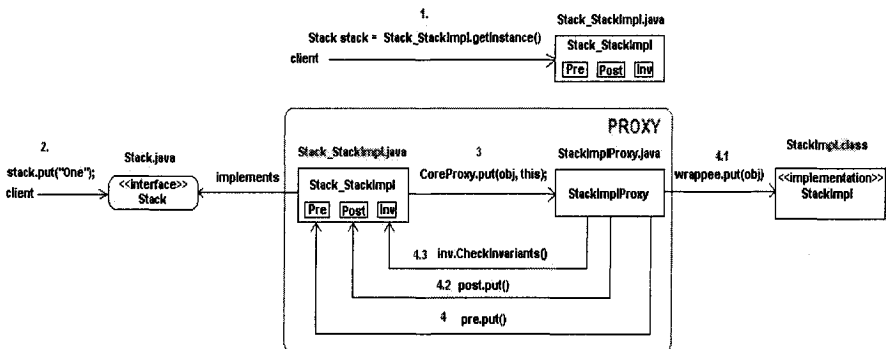 1.
Stack_StackImpl.java
Stack stack = Stack_StackImpl.getInstance()
client
Stack_StackImpl
Pre Post Inv
PROXY
2.
stack.put("One");
client
Stack.java
<<interface>>
Stack
implements
Stack_StackImpl.java
Stack_StackImpl
Pre Post Inv
3
CoreProxy.put(obj, this);
StackImplProxy.java
StackImplProxy
4.1
wrappee.put(obj)
StackImpl.class
<<implementation>>
StackImpl
4.3 inv.CheckInvariants()
4.2 post.put()
4 pre.put()